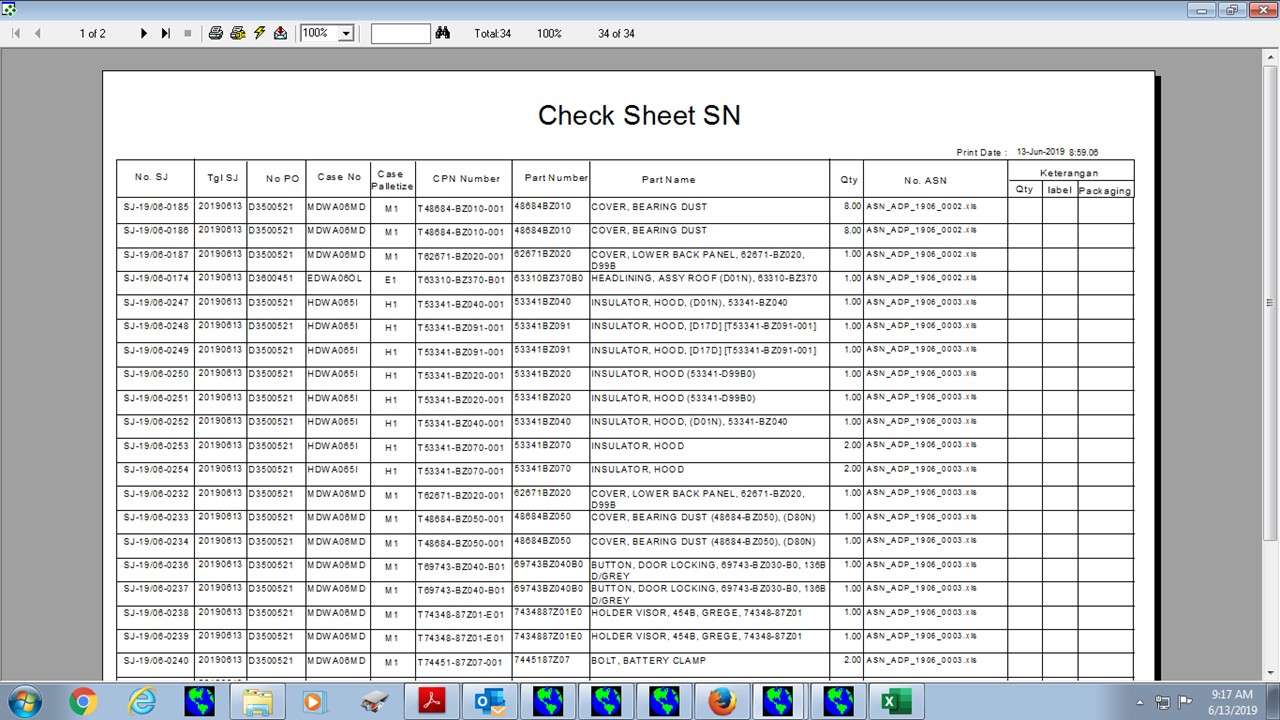 1 of 2 100% Total:34 100% 34 of 34
Check Sheet SN
Print Date : 13-Jun-2019 8:59.06
No. SJ Tgl SJ No PO Case No Case Palletize CPN Number Part Number Part Name Qty No. ASN Keterangan
Qty label Packaging
SJ-19/06-0185 20190613 D3500521 MDWA06MD M1 T48684-BZ010-001 48684BZ010 COVER, BEARING DUST 8.00 ASN_ADP_1906_0002.xls
SJ-19/06-0186 20190613 D3500521 MDWA06MD M1 T48684-BZ010-001 48684BZ010 COVER, BEARING DUST 8.00 ASN_ADP_1906_0002.xls
SJ-19/06-0187 20190613 D3500521 MDWA06MD M1 T62671-BZ020-001 62671BZ020 COVER, LOWER BACK PANEL, 62671-BZ020, 1.00 ASN_ADP_1906_0002.xls
D99B
SJ-19/06-0174 20190613 D3600451 EDWA06OL E1 T63310-BZ370-B01 63310BZ370B0 HEADLINING, ASSY ROOF (D01N), 63310-BZ370 1.00 ASN_ADP_1906_0002.xls
SJ-19/06-0247 20190613 D3500521 HDWA065I H1 T53341-BZ040-001 53341BZ040 INSULATOR, HOOD, (D01N), 53341-BZ040 1.00 ASN_ADP_1906_0003.xls
SJ-19/06-0248 20190613 D3500521 HDWA065I H1 T53341-BZ091-001 53341BZ091 INSULATOR, HOOD, [D17D] [T53341-BZ091-001] 1.00 ASN_ADP_1906_0003.xls
SJ-19/06-0249 20190613 D3500521 HDWA065I H1 T53341-BZ091-001 53341BZ091 INSULATOR, HOOD, [D17D] [T53341-BZ091-001] 1.00 ASN_ADP_1906_0003.xls
SJ-19/06-0250 20190613 D3500521 HDWA065I H1 T53341-BZ020-001 53341BZ020 INSULATOR, HOOD (53341-D99B0) 1.00 ASN_ADP_1906_0003.xls
SJ-19/06-0251 20190613 D3500521 HDWA065I H1 T53341-BZ020-001 53341BZ020 INSULATOR, HOOD (53341-D99B0) 1.00 ASN_ADP_1906_0003.xls
SJ-19/06-0252 20190613 D3500521 HDWA065I H1 T53341-BZ040-001 53341BZ040 INSULATOR, HOOD, (D01N), 53341-BZ040 1.00 ASN_ADP_1906_0003.xls
SJ-19/06-0253 20190613 D3500521 HDWA065I H1 T53341-BZ070-001 53341BZ070 INSULATOR, HOOD 2.00 ASN_ADP_1906_0003.xls
SJ-19/06-0254 20190613 D3500521 HDWA065I H1 T53341-BZ070-001 53341BZ070 INSULATOR, HOOD 2.00 ASN_ADP_1906_0003.xls
SJ-19/06-0232 20190613 D3500521 MDWA06MD M1 T62671-BZ020-001 62671BZ020 COVER, LOWER BACK PANEL, 62671-BZ020, 1.00 ASN_ADP_1906_0003.xls
D99B
SJ-19/06-0233 20190613 D3500521 MDWA06MD M1 T48684-BZ050-001 48684BZ050 COVER, BEARING DUST (48684-BZ050), (D80N) 1.00 ASN_ADP_1906_0003.xls
SJ-19/06-0234 20190613 D3500521 MDWA06MD M1 T48684-BZ050-001 48684BZ050 COVER, BEARING DUST (48684-BZ050), (D80N) 1.00 ASN_ADP_1906_0003.xls
SJ-19/06-0236 20190613 D3500521 MDWA06MD M1 T69743-BZ040-B01 69743BZ040B0 BUTTON, DOOR LOCKING, 69743-BZ030-B0, 136B 1.00 ASN_ADP_1906_0003.xls
D/GREY
SJ-19/06-0237 20190613 D3500521 MDWA06MD M1 T69743-BZ040-B01 69743BZ040B0 BUTTON, DOOR LOCKING, 69743-BZ030-B0, 136B 1.00 ASN_ADP_1906_0003.xls
D/GREY
SJ-19/06-0238 20190613 D3500521 MDWA06MD M1 T74348-87Z01-E01 7434887Z01E0 HOLDER VISOR, 454B, GREGE, 74348-87Z01 1.00 ASN_ADP_1906_0003.xls
SJ-19/06-0239 20190613 D3500521 MDWA06MD M1 T74348-87Z01-E01 7434887Z01E0 HOLDER VISOR, 454B, GREGE, 74348-87Z01 1.00 ASN_ADP_1906_0003.xls
SJ-19/06-0240 20190613 D3500521 MDWA06MD M1 T74451-87Z07-001 7445187Z07 BOLT, BATTERY CLAMP 2.00 ASN_ADP_1906_0003.xls
9:17 AM
6/13/2019